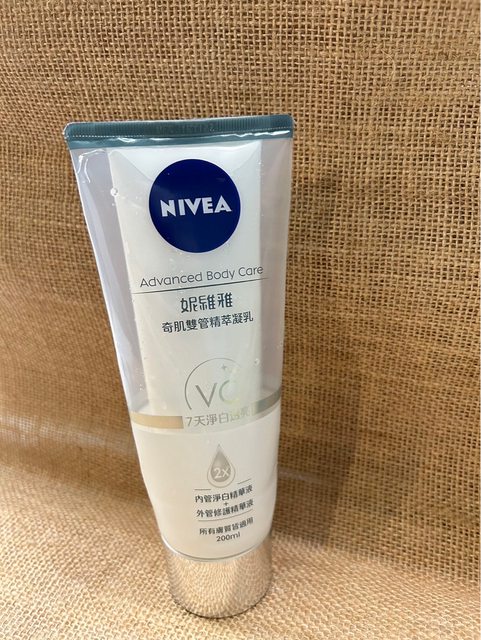 NIVEA
Advanced Body Care
妮維雅
奇肌雙管精萃凝乳
VC
7天淨白透亮
2x
內管淨白精華液
+
外管修護精華液
所有膚質皆適用
200ml